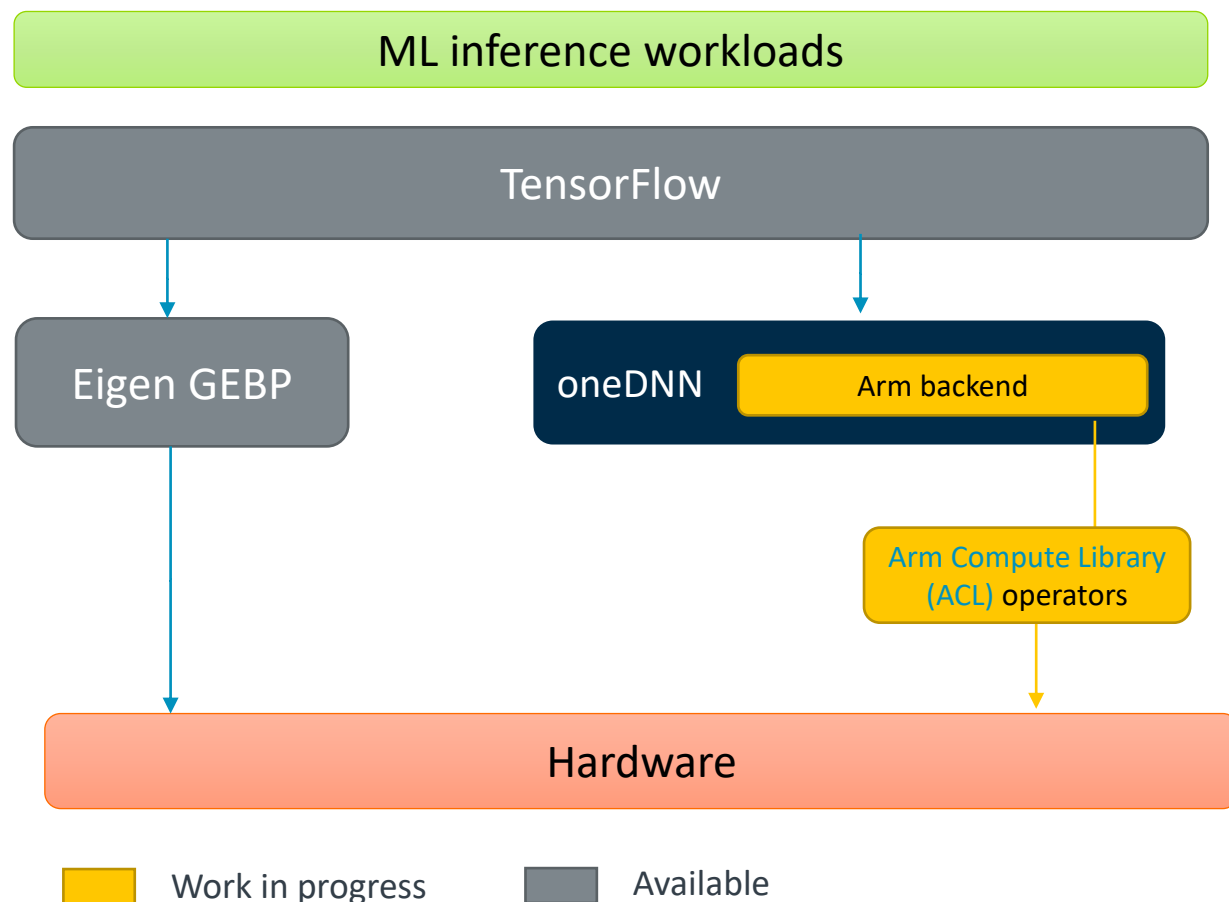 ML inference workloads
TensorFlow
Eigen GEBP
oneDNN
Arm backend
Arm Compute Library
(ACL) operators
Hardware
Work in progress
Available